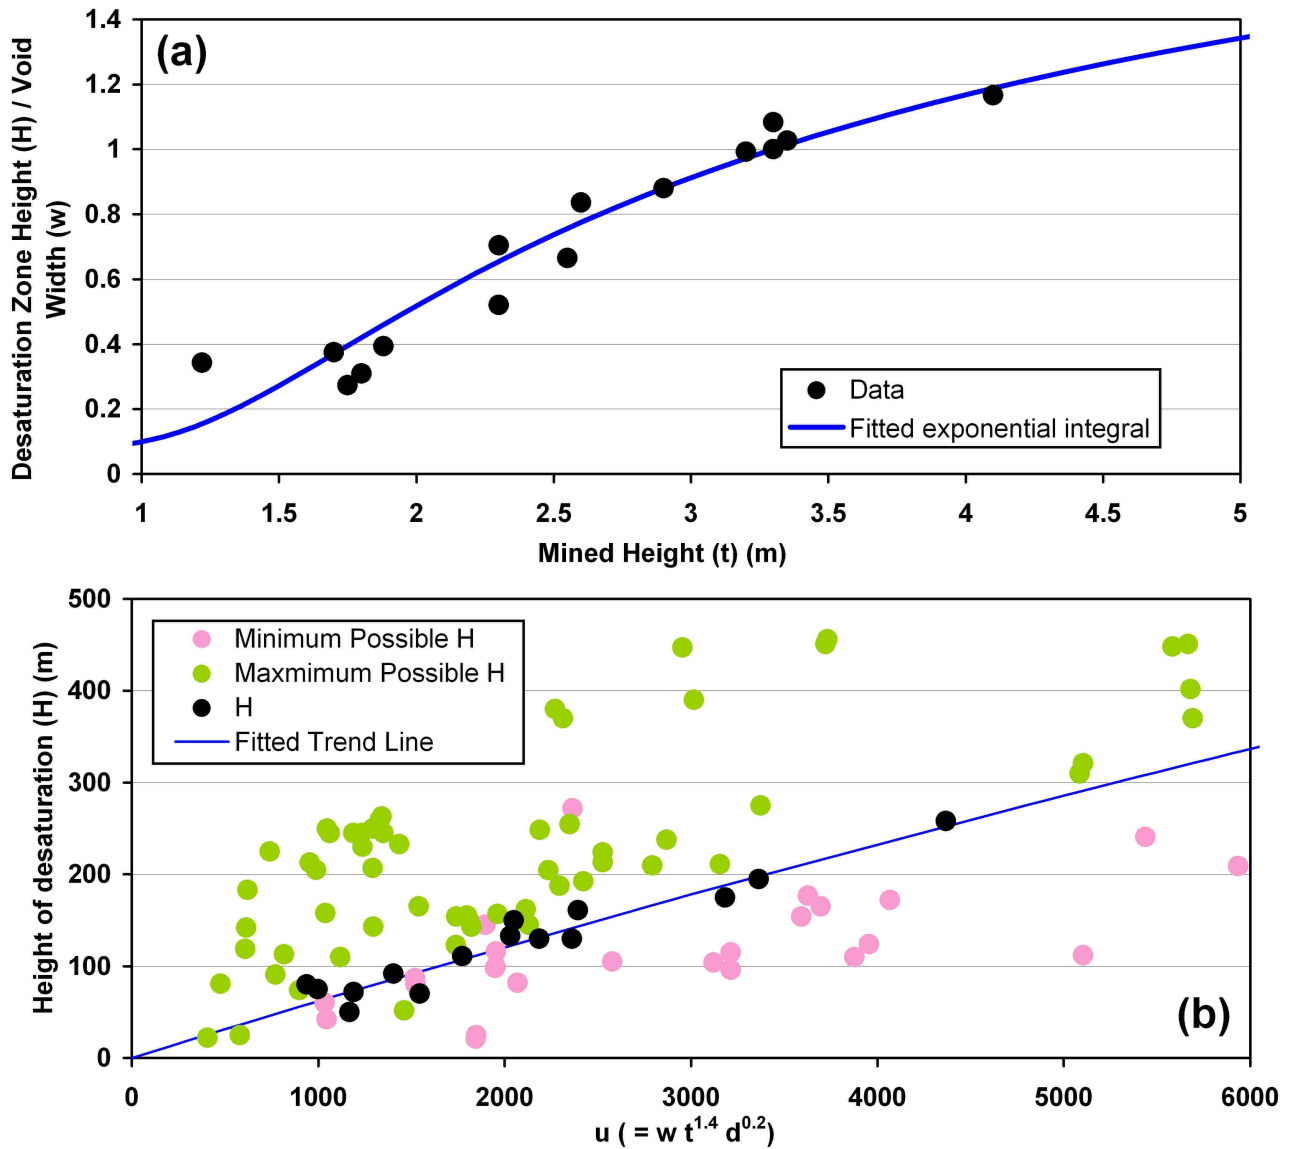 (a)
Desaturation Zone Height (H) / Void
Width (w)
1.4
1.2
1
0.8
0.6
0.4
0.2
0
Data
Fitted exponential integral
1 1.5 2 2.5 3 3.5 4 4.5 5
Mined Height (t) (m)
Height of desaturation (H) (m)
500
400
300
200
100
0
Minimum Possible H
Maxmimum Possible H
H
Fitted Trend Line
(b)
0 1000 2000 3000 4000 5000 6000
u ( = w t^1.4 d^0.2)